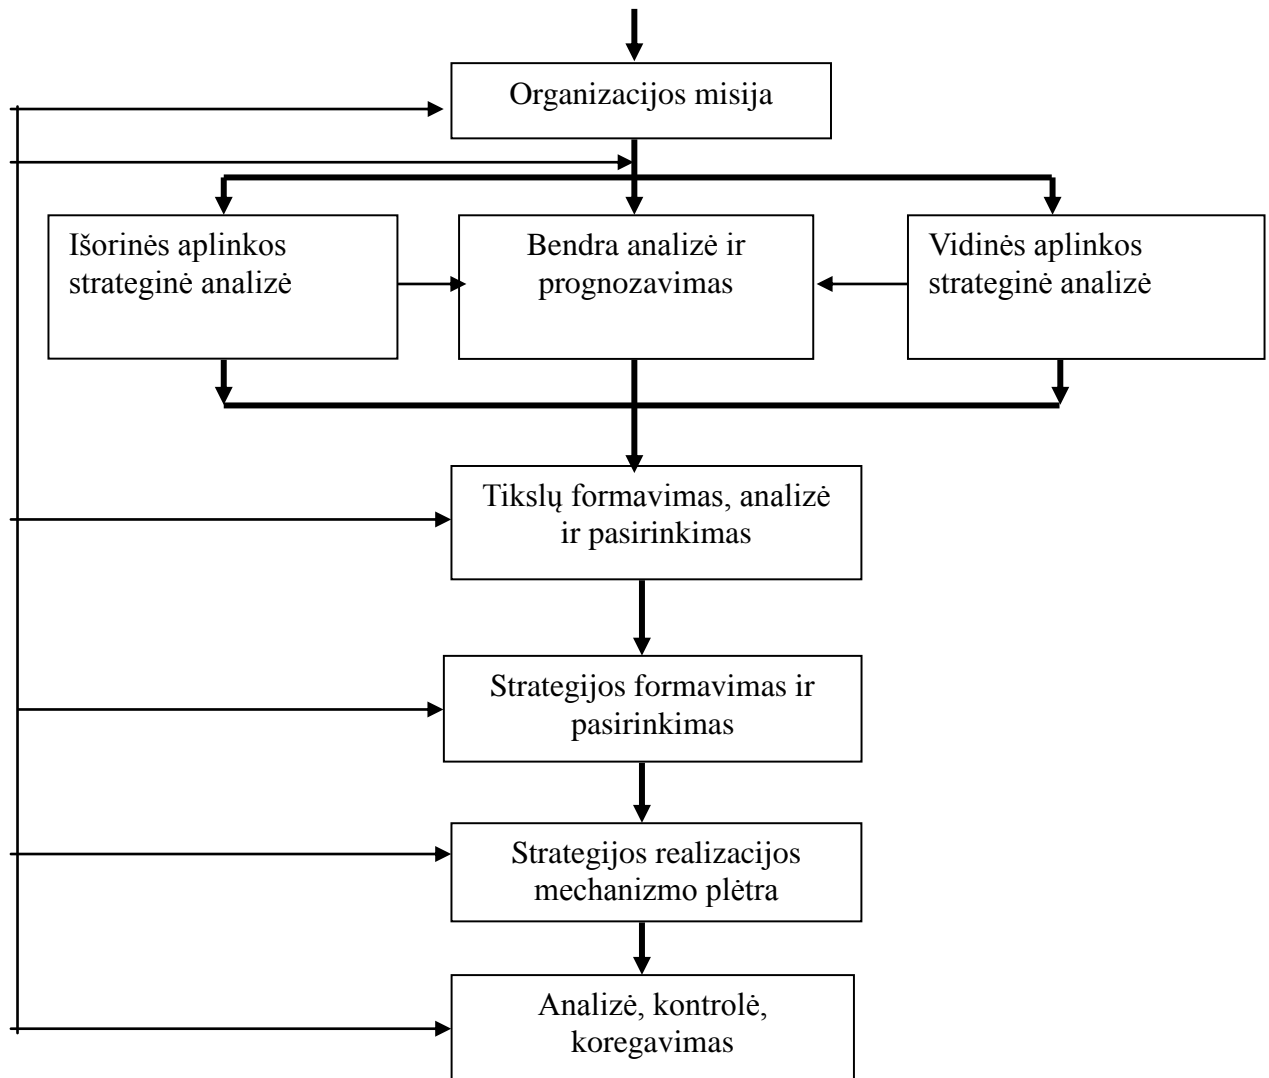 Organizacijos misija
Išorinės aplinkos
strateginė analizė
Bendra analizė ir
prognozavimas
Vidinės aplinkos
strateginė analizė
Tikslų formavimas, analizė
ir pasirinkimas
Strategijos formavimas ir
pasirinkimas
Strategijos realizacijos
mechanizmo plėtra
Analizė, kontrolė,
koregavimas